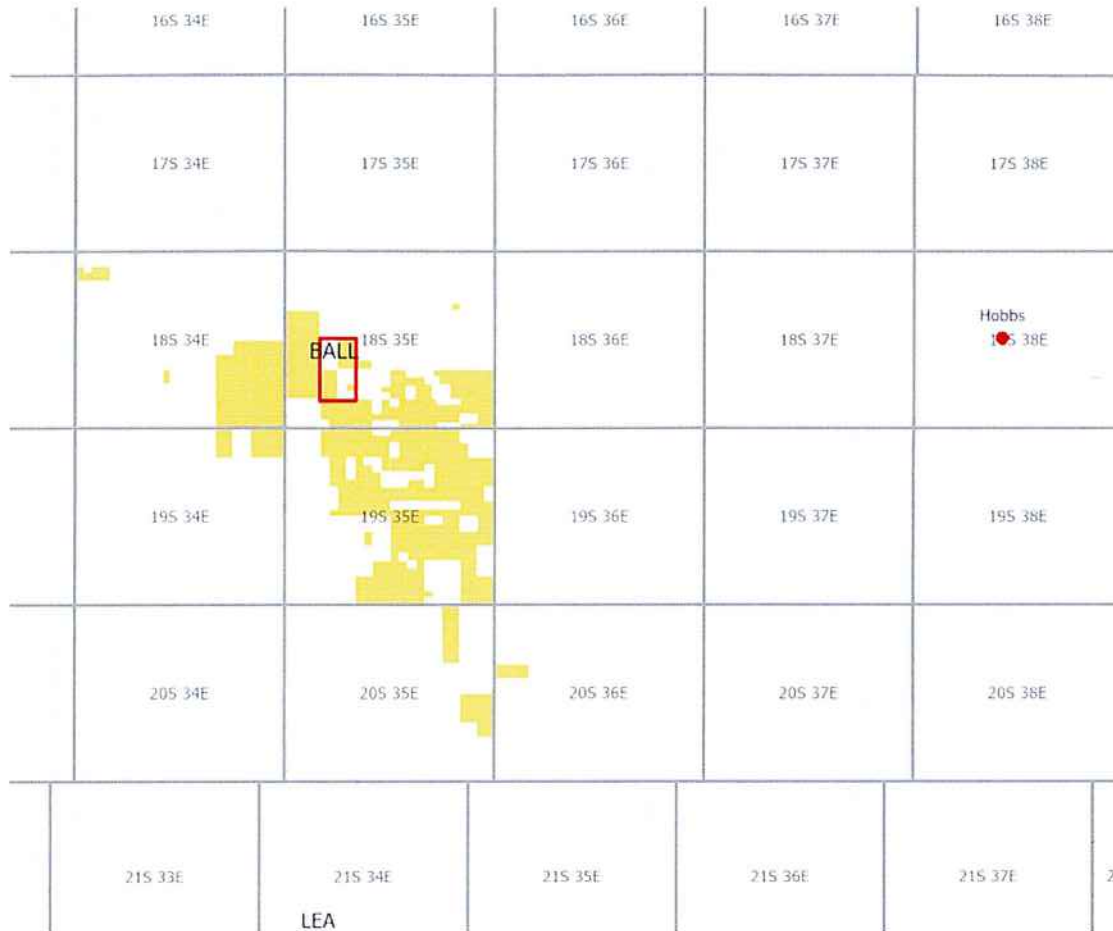 16S 34E 16S 35E 16S 36E 16S 37E 16S 38E
17S 34E 17S 35E 17S 36E 17S 37E 17S 38E
Hobbs
18S 34E BALL 18S 35E 18S 36E 18S 37E 38E
19S 34E 19S 35E 19S 36E 19S 37E 19S 38E
20S 34E 20S 35E 20S 36E 20S 37E 20S 38E
21S 33E 21S 34E 21S 35E 21S 36E 21S 37E 2
LEA